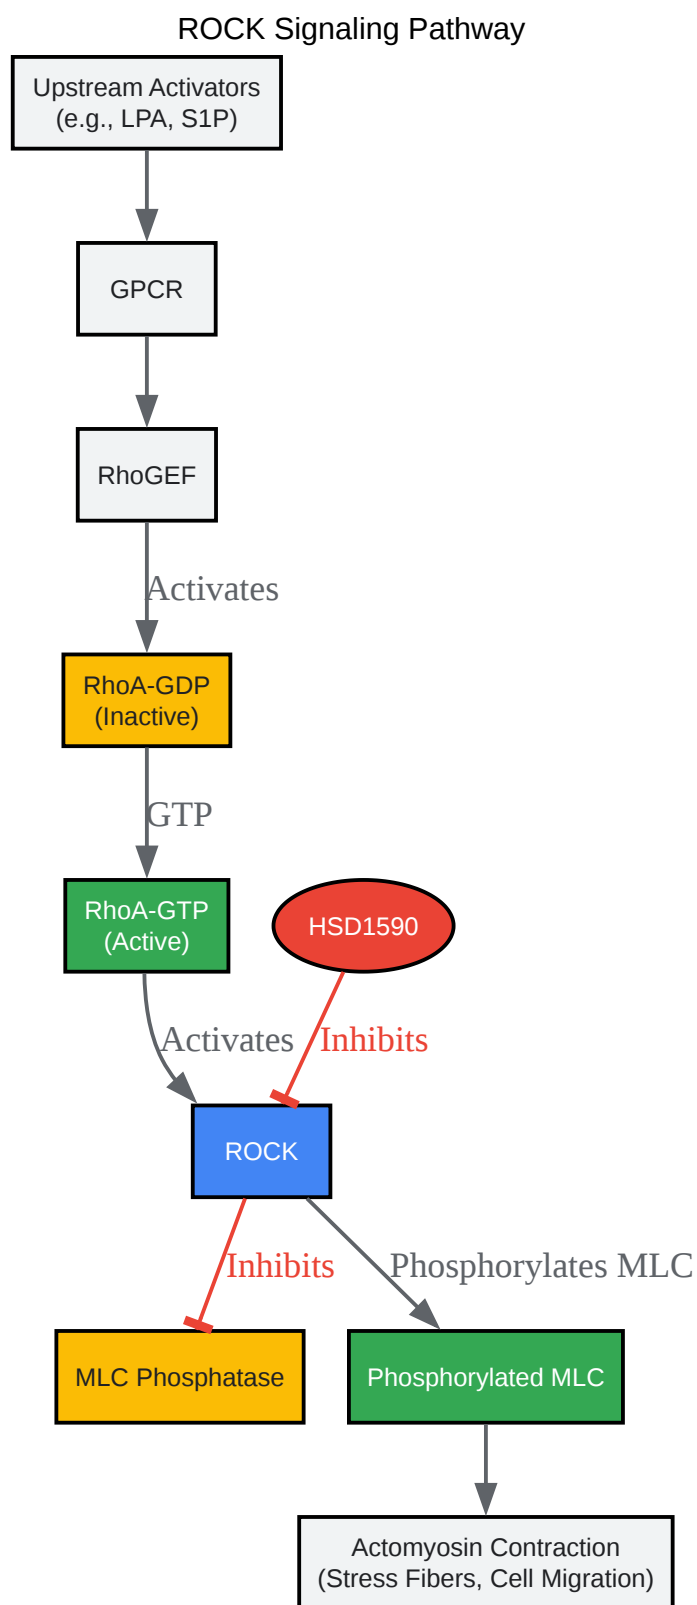 ROCK Signaling Pathway
Upstream Activators
(e.g., LPA, S1P)
GPCR
RhoGEF
Activates
RhoA-GDP
(Inactive)
GTP
RhoA-GTP
(Active)
HSD1590
Activates
Inhibits
ROCK
Inhibits
Phosphorylates MLC
MLC Phosphatase
Phosphorylated MLC
Actomyosin Contraction
(Stress Fibers, Cell Migration)